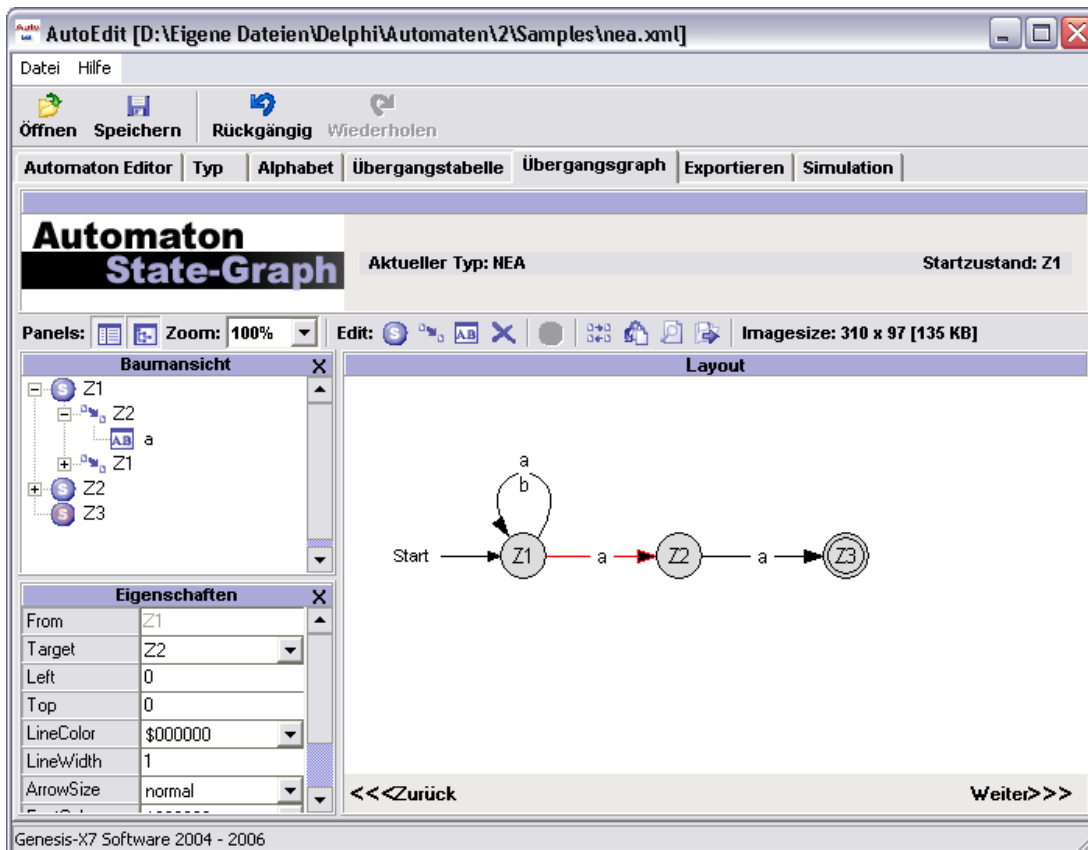 AutoEdit [D:\Eigene Dateien\Delphi\Automaten\2\Samples\nea.xml]
Datei Hilfe
Öffnen Speichern Rückgängig Wiederholen
Automaton Editor Typ Alphabet Übergangstabelle Übergangsgraph Exportieren Simulation
Automaton
State-Graph
Aktueller Typ: NEA Startzustand: Z1
Panels: Zoom: 100% Edit: S AB Imagesize: 310 x 97 [135 KB]
Baumansicht X
S Z1
Z2
AB a
Z1
S Z2
S Z3
Eigenschaften X
From Z1
Target Z2
Left 0
Top 0
LineColor $000000
LineWidth 1
ArrowSize normal
Layout
a
b
Start Z1 a Z2 a Z3
<<<Zurück Weiter>>>
Genesis-X7 Software 2004 - 2006